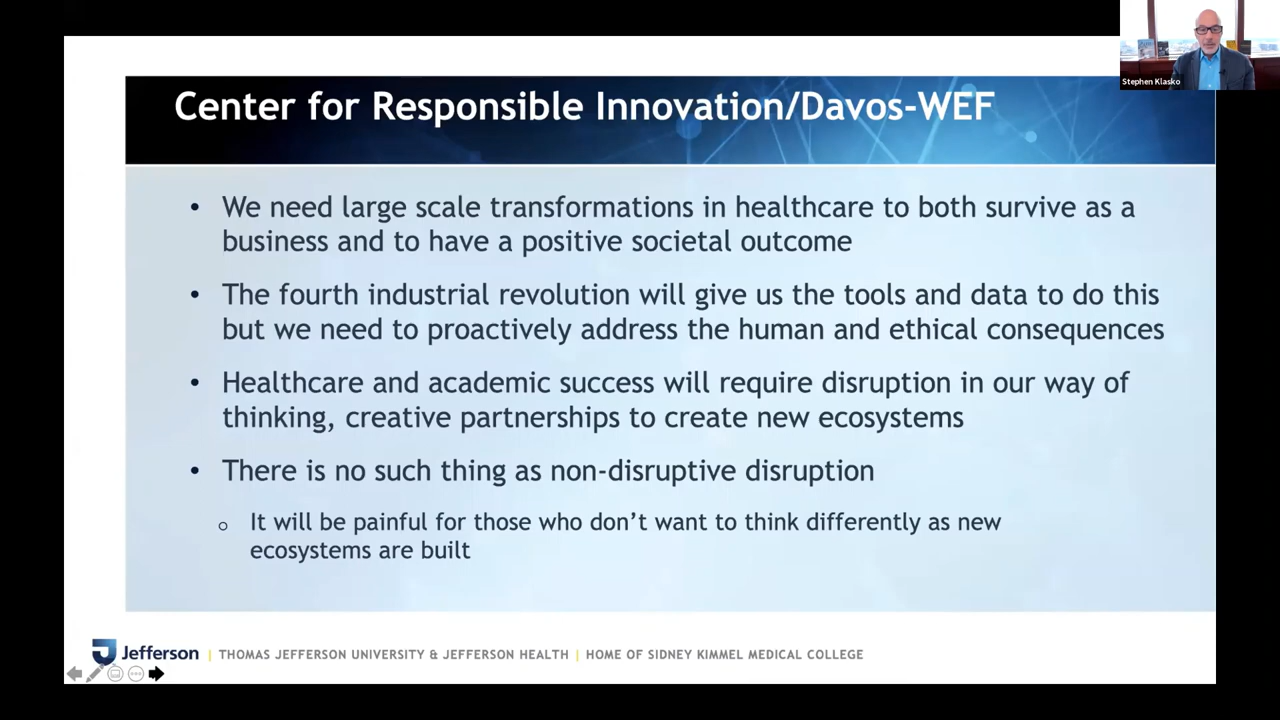 Stephen Klasko
Center for Responsible Innovation/Davos-WEF
• We need large scale transformations in healthcare to both survive as a
business and to have a positive societal outcome
• The fourth industrial revolution will give us the tools and data to do this
but we need to proactively address the human and ethical consequences
• Healthcare and academic success will require disruption in our way of
thinking, creative partnerships to create new ecosystems
• There is no such thing as non-disruptive disruption
o It will be painful for those who don’t want to think differently as new
ecosystems are built
Jefferson | THOMAS JEFFERSON UNIVERSITY & JEFFERSON HEALTH | HOME OF SIDNEY KIMMEL MEDICAL COLLEGE